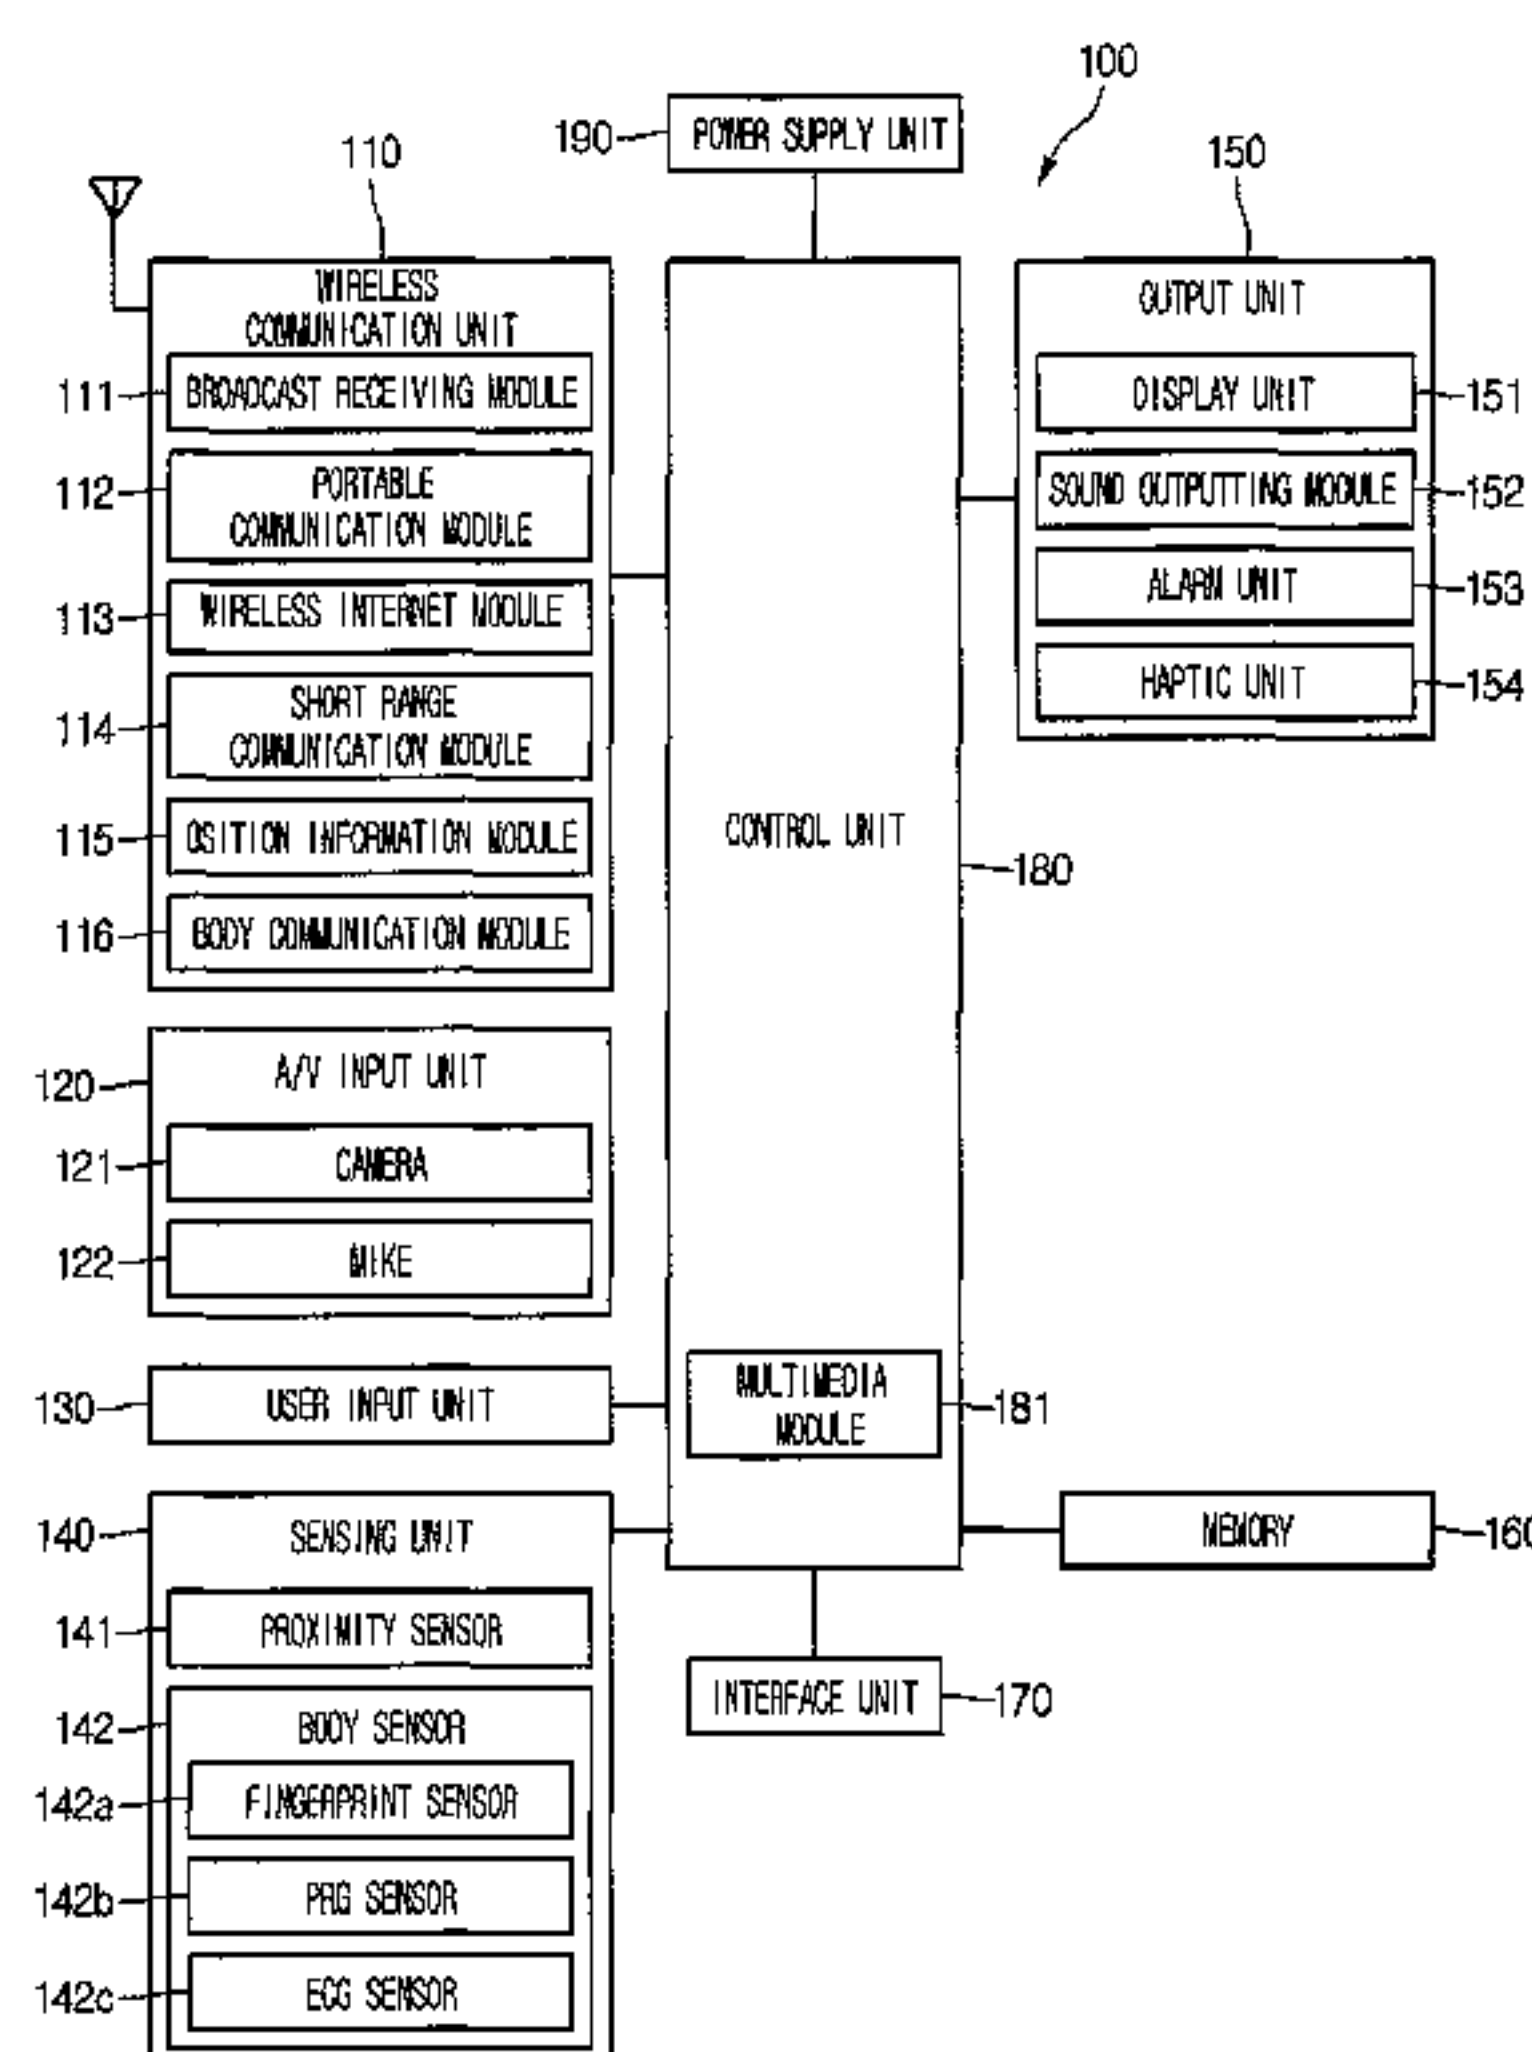 100
190
POWER SUPPLY UNIT
110
150
WIRELESS
COMMUNICATION UNIT
111
BROADCAST RECEIVING MODULE
112
PORTABLE
COMMUNICATION MODULE
113
WIRELESS INTERNET MODULE
114
SHORT RANGE
COMMUNICATION MODULE
115
OSITION INFORMATION MODULE
116
BODY COMMUNICATION MODULE
120
A/V INPUT UNIT
121
CAMERA
122
MIKE
130
USER INPUT UNIT
140
SENSING UNIT
141
PROXIMITY SENSOR
142
BODY SENSOR
142a
FINGERPRINT SENSOR
142b
PRG SENSOR
142c
ECG SENSOR
CONTROL UNIT
180
MULTIMEDIA
MODULE
181
INTERFACE UNIT
170
OUTPUT UNIT
DISPLAY UNIT
151
SOUND OUTPUTTING MODULE
152
ALARM UNIT
153
HAPTIC UNIT
154
MEMORY
160